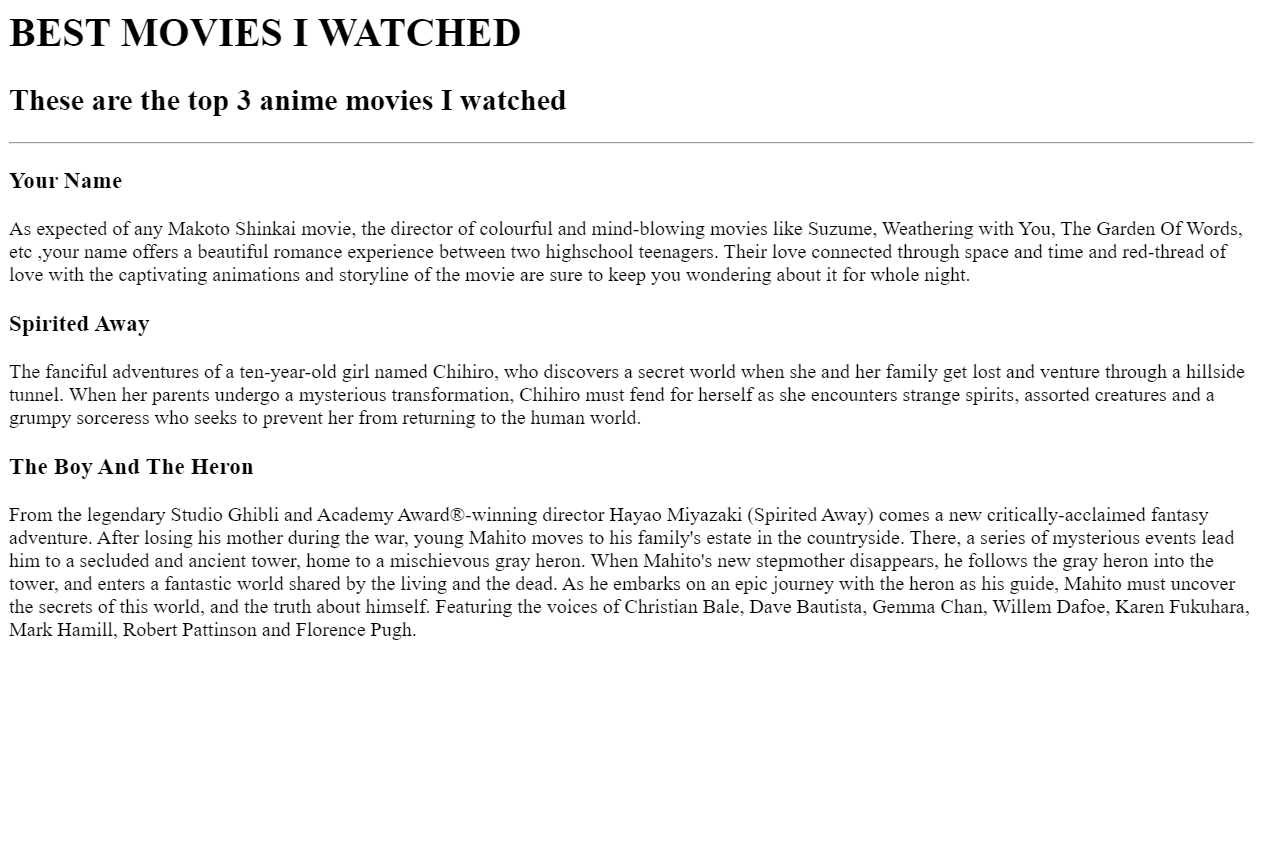 BEST MOVIES I WATCHED
These are the top 3 anime movies I watched
Your Name
As expected of any Makoto Shinkai movie, the director of colourful and mind-blowing movies like Suzume, Weathering with You, The Garden Of Words,
etc ,your name offers a beautiful romance experience between two highschool teenagers. Their love connected through space and time and red-thread of
love with the captivating animations and storyline of the movie are sure to keep you wondering about it for whole night.
Spirited Away
The fanciful adventures of a ten-year-old girl named Chihiro, who discovers a secret world when she and her family get lost and venture through a hillside
tunnel. When her parents undergo a mysterious transformation, Chihiro must fend for herself as she encounters strange spirits, assorted creatures and a
grumpy sorceress who seeks to prevent her from returning to the human world.
The Boy And The Heron
From the legendary Studio Ghibli and Academy Award®-winning director Hayao Miyazaki (Spirited Away) comes a new critically-acclaimed fantasy
adventure. After losing his mother during the war, young Mahito moves to his family's estate in the countryside. There, a series of mysterious events lead
him to a secluded and ancient tower, home to a mischievous gray heron. When Mahito's new stepmother disappears, he follows the gray heron into the
tower, and enters a fantastic world shared by the living and the dead. As he embarks on an epic journey with the heron as his guide, Mahito must uncover
the secrets of this world, and the truth about himself. Featuring the voices of Christian Bale, Dave Bautista, Gemma Chan, Willem Dafoe, Karen Fukuhara,
Mark Hamill, Robert Pattinson and Florence Pugh.